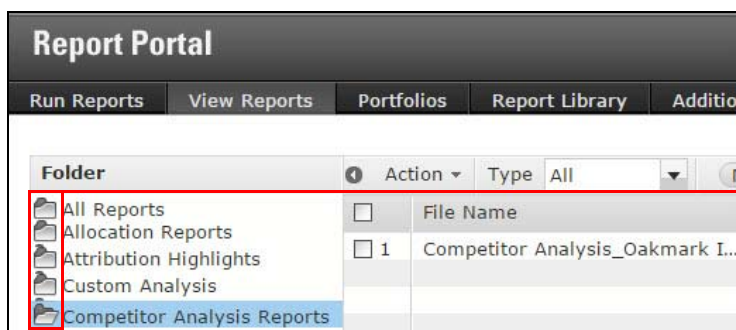 Report Portal
Run Reports View Reports Portfolios Report Library Additio
Folder Action Type All
All Reports
Allocation Reports
Attribution Highlights
Custom Analysis
Competitor Analysis Reports
File Name
1 Competitor Analysis_Oakmark I...